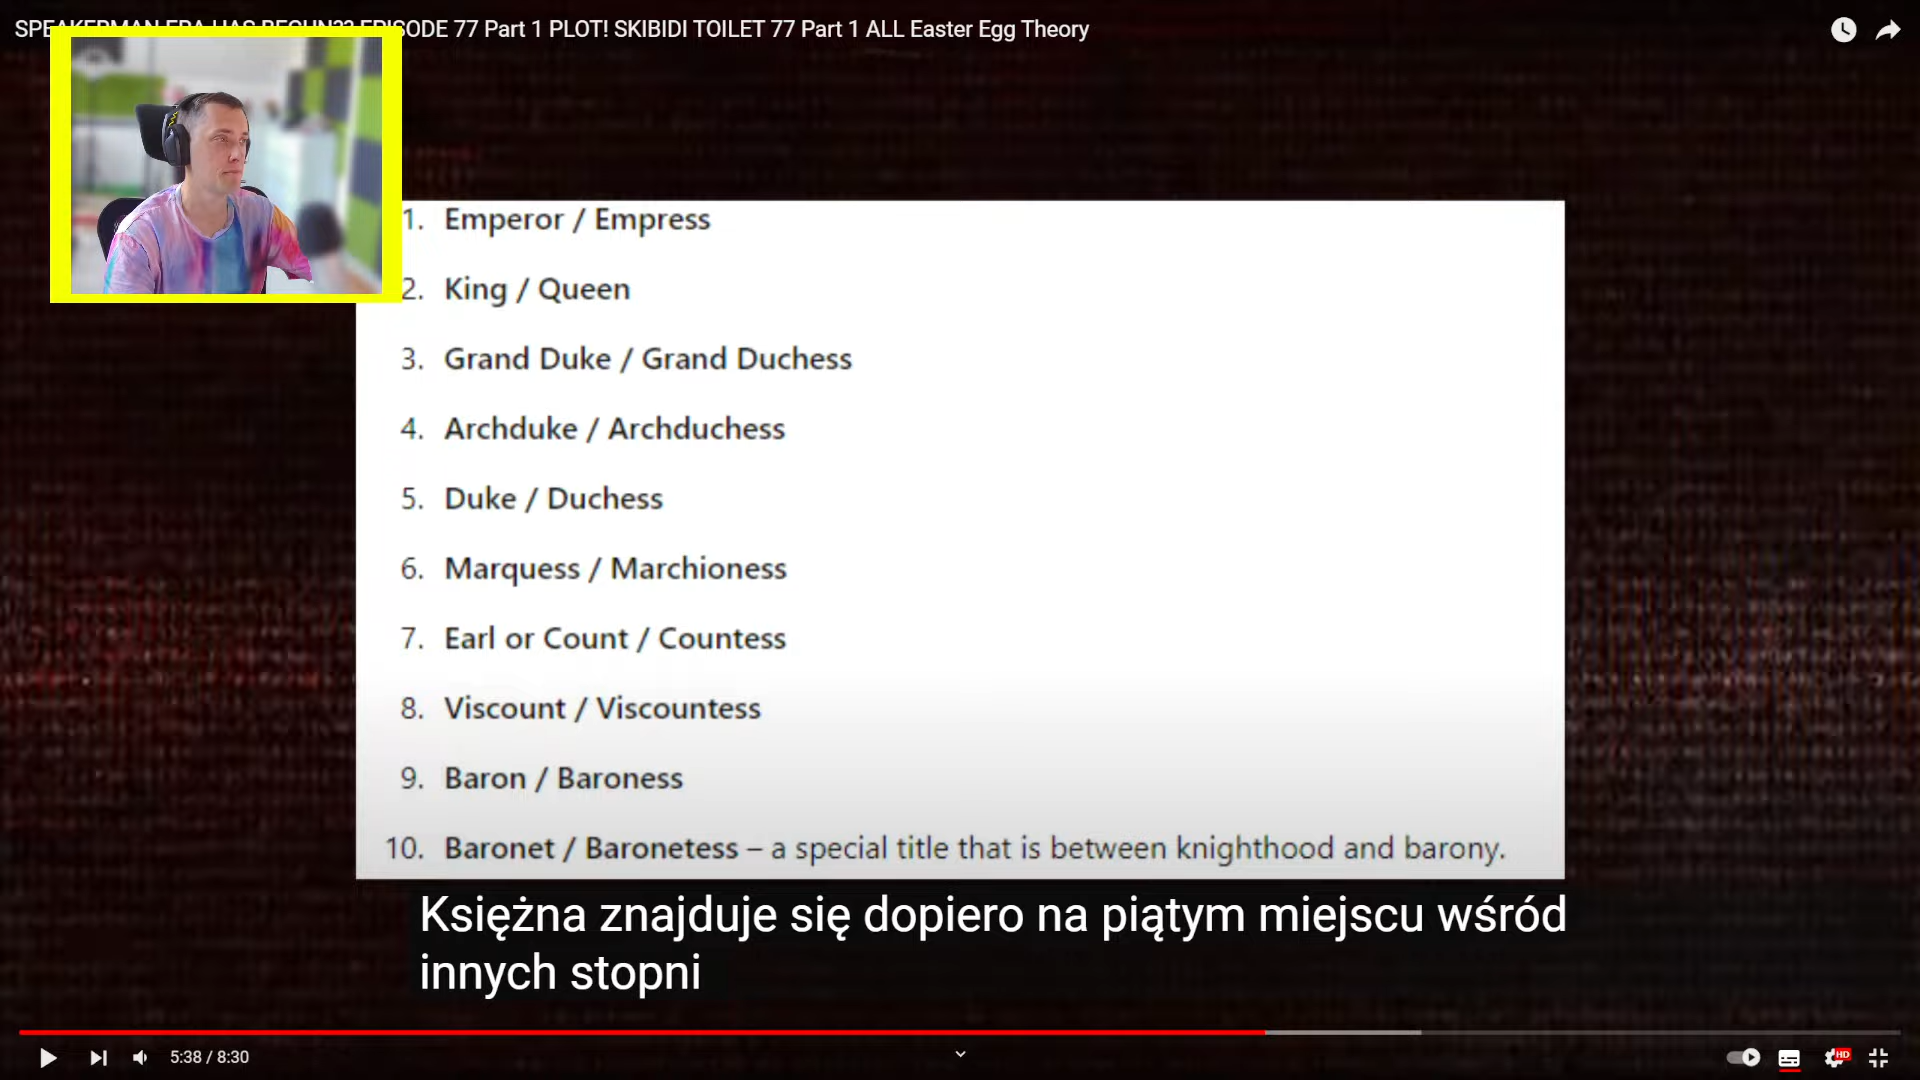 SPE SODE 77 Part 1 PLOT! SKIBIDI TOILET 77 Part 1 ALL Easter Egg Theory
1. Emperor / Empress
2. King / Queen
3. Grand Duke / Grand Duchess
4. Archduke / Archduchess
5. Duke / Duchess
6. Marquess / Marchioness
7. Earl or Count / Countess
8. Viscount / Viscountess
9. Baron / Baroness
10. Baronet / Baronetess – a special title that is between knighthood and barony.
Księżna znajduje się dopiero na piątym miejscu wśród
innych stopni
5:38 / 8:30
HD